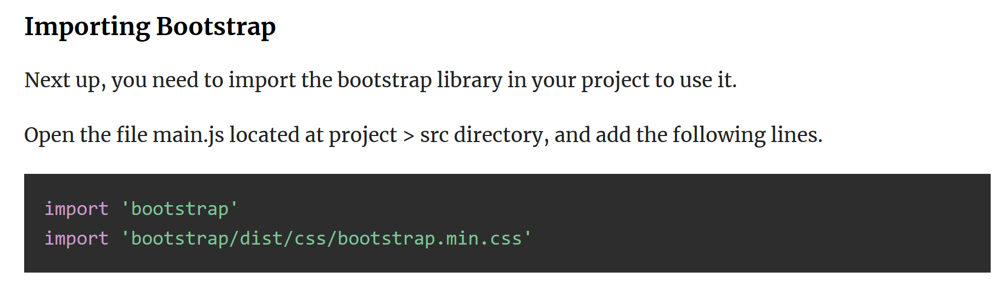 Importing Bootstrap
Next up, you need to import the bootstrap library in your project to use it.
Open the file main.js located at project > src directory, and add the following lines.
import 'bootstrap'
import 'bootstrap/dist/css/bootstrap.min.css'